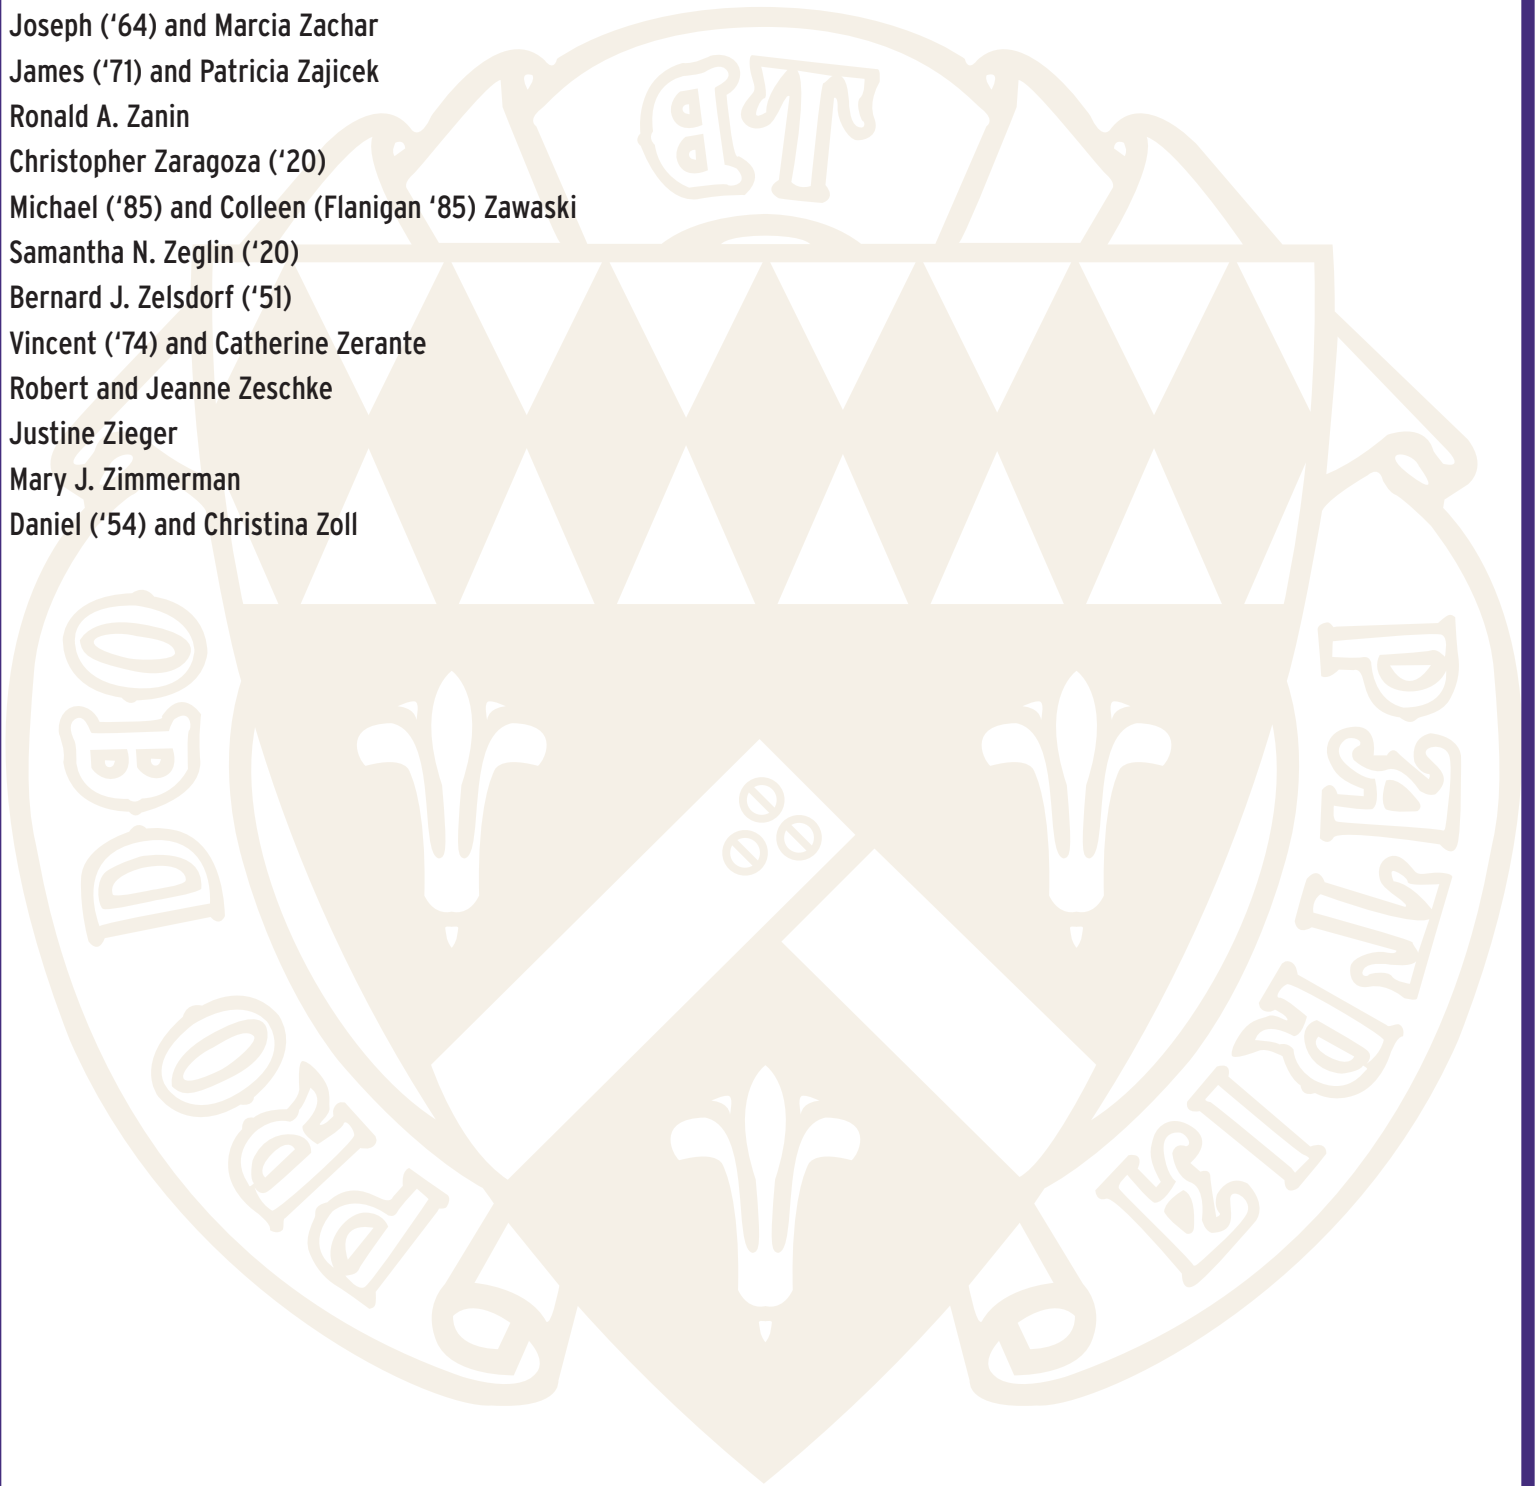 Joseph (‘64) and Marcia Zachar
James (‘71) and Patricia Zajicek
Ronald A. Zanin
Christopher Zaragoza (‘20)
Michael (‘85) and Colleen (Flanigan ‘85) Zawaski
Samantha N. Zeglin (‘20)
Bernard J. Zelsdorf (‘51)
Vincent (‘74) and Catherine Zerante
Robert and Jeanne Zeschke
Justine Zieger
Mary J. Zimmerman
Daniel (‘54) and Christina Zoll
PRO DEO ET PATRIA